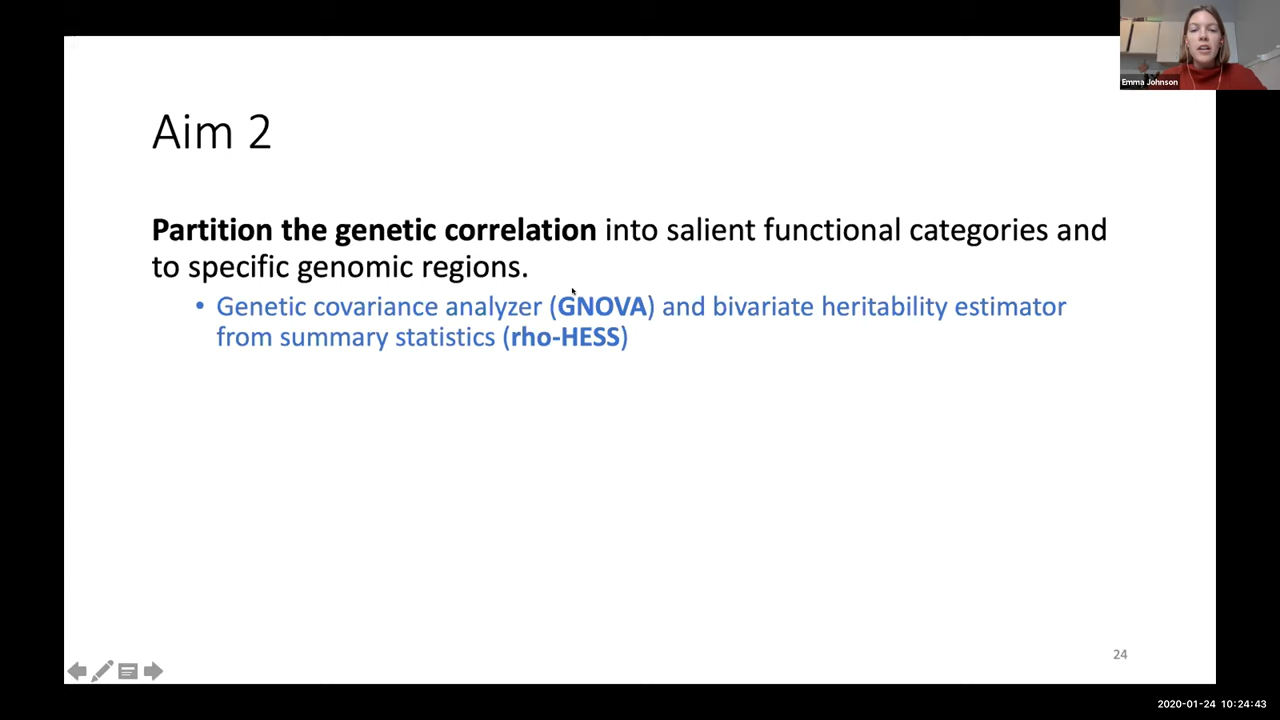 Emma Johnson
Aim 2
Partition the genetic correlation into salient functional categories and
to specific genomic regions.
• Genetic covariance analyzer (GNOVA) and bivariate heritability estimator
from summary statistics (rho-HESS)
24
2020-01-24 10:24:43